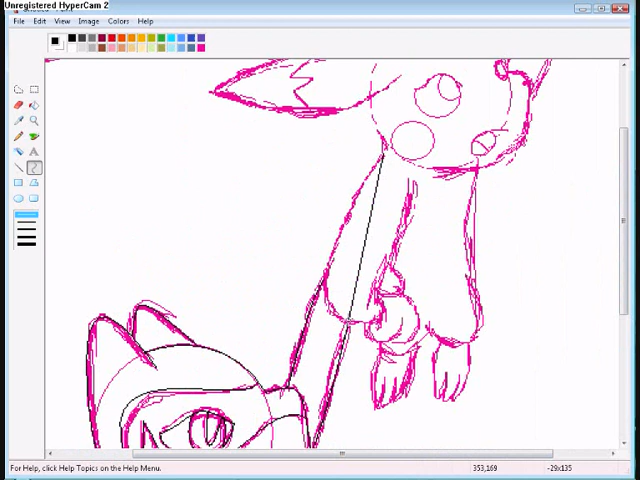 Unregistered HyperCam 2
File Edit View Image Colors Help
For Help, click Help Topics on the Help Menu.
353,169
-29x135